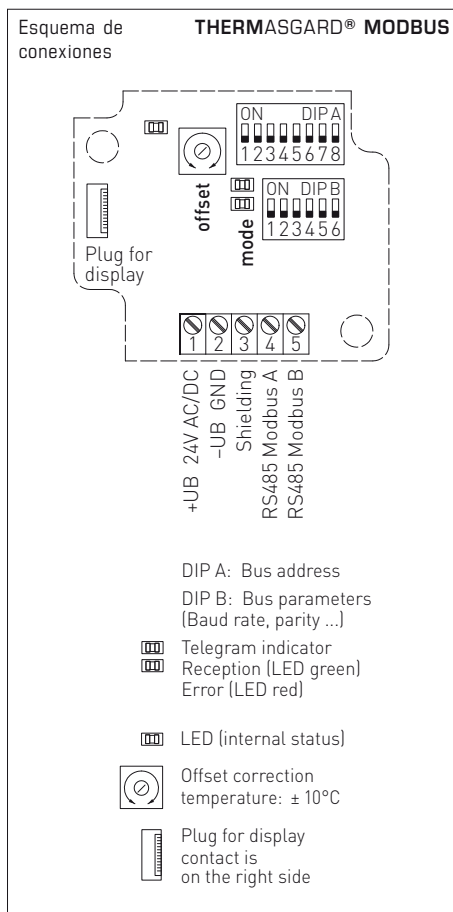 Esquema de
conexiones
THERMASGARD® MODBUS
ON DIP A
1 2 3 4 5 6 7 8
offset
mode
ON DIP B
1 2 3 4 5 6
Plug for
display
1 2 3 4 5
+UB 24V AC/DC
–UB GND
Shielding
RS485 Modbus A
RS485 Modbus B
DIP A: Bus address
DIP B: Bus parameters
(Baud rate, parity ...)
Telegram indicator
Reception (LED green)
Error (LED red)
LED (internal status)
Offset correction
temperature: ± 10°C
Plug for display
contact is
on the right side